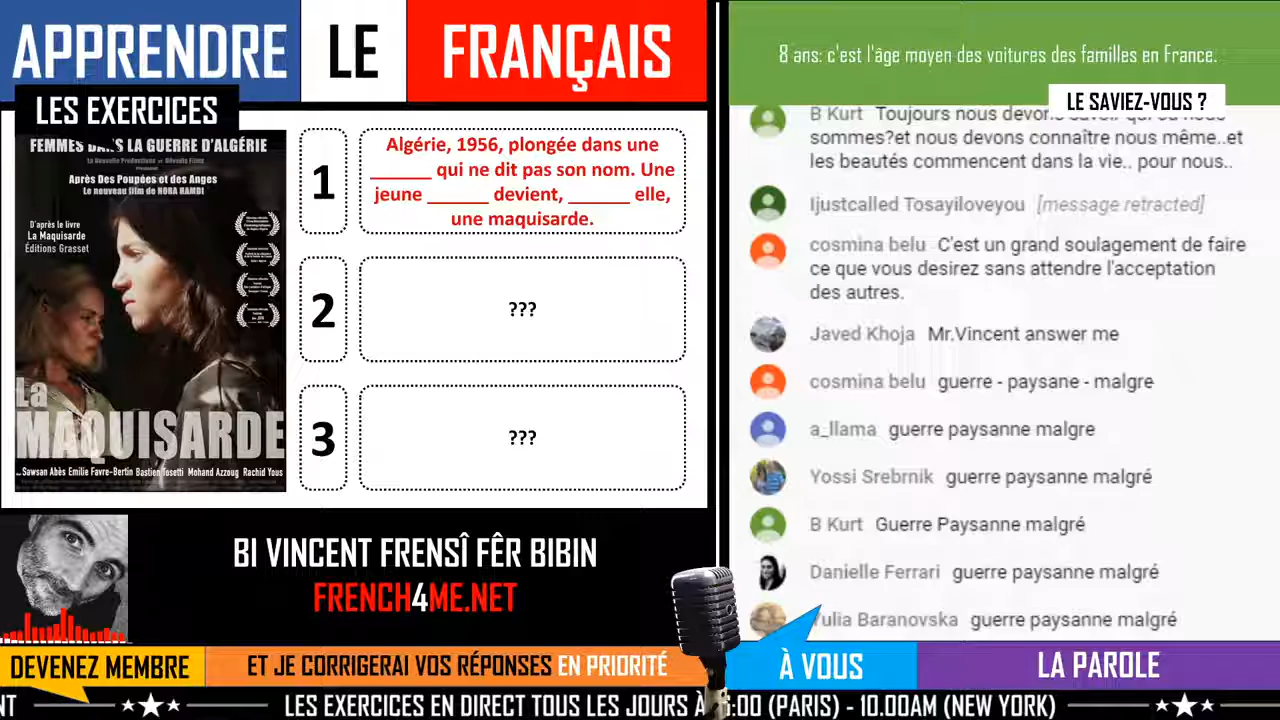 APPRENDRE LE FRANÇAIS
LES EXERCICES
FEMMES DANS LA GUERRE D'ALGÉRIE
Après Des Poupées et des Anges
Le nouveau film de NORA HAMDI
D'après le livre
La Maquisarde
Éditions Grasset
La
MAQUISARDE
Sawsan Abès Emilie Favre-Bertin Bastien Tosetti Mohand Azzoug Rachid Yous
1
Algérie, 1956, plongée dans une
______ qui ne dit pas son nom. Une
jeune ______ devient, ______ elle,
une maquisarde.
2
???
3
???
BI VINCENT FRENSÎ FÊR BIBIN
FRENCH4ME.NET
DEVENEZ MEMBRE
ET JE CORRIGERAI VOS RÉPONSES EN PRIORITÉ
8 ans: c'est l'âge moyen des voitures des familles en France.
LE SAVIEZ-VOUS ?
B Kurt Toujours nous devons savoir qui
sommes?et nous devons connaître nous même..et
les beautés commencent dans la vie.. pour nous..
Ijustcalled Tosayiloveyou [message retracted]
cosmina belu C'est un grand soulagement de faire
ce que vous desirez sans attendre l'acceptation
des autres.
Javed Khoja Mr.Vincent answer me
cosmina belu guerre - paysane - malgre
a_llama guerre paysanne malgre
Yossi Srebrnik guerre paysanne malgré
B Kurt Guerre Paysanne malgré
Danielle Ferrari guerre paysanne malgré
Yulia Baranovska guerre paysanne malgré
À VOUS
LA PAROLE
NT
LES EXERCICES EN DIRECT TOUS LES JOURS À :00 (PARIS) - 10.00AM (NEW YORK)